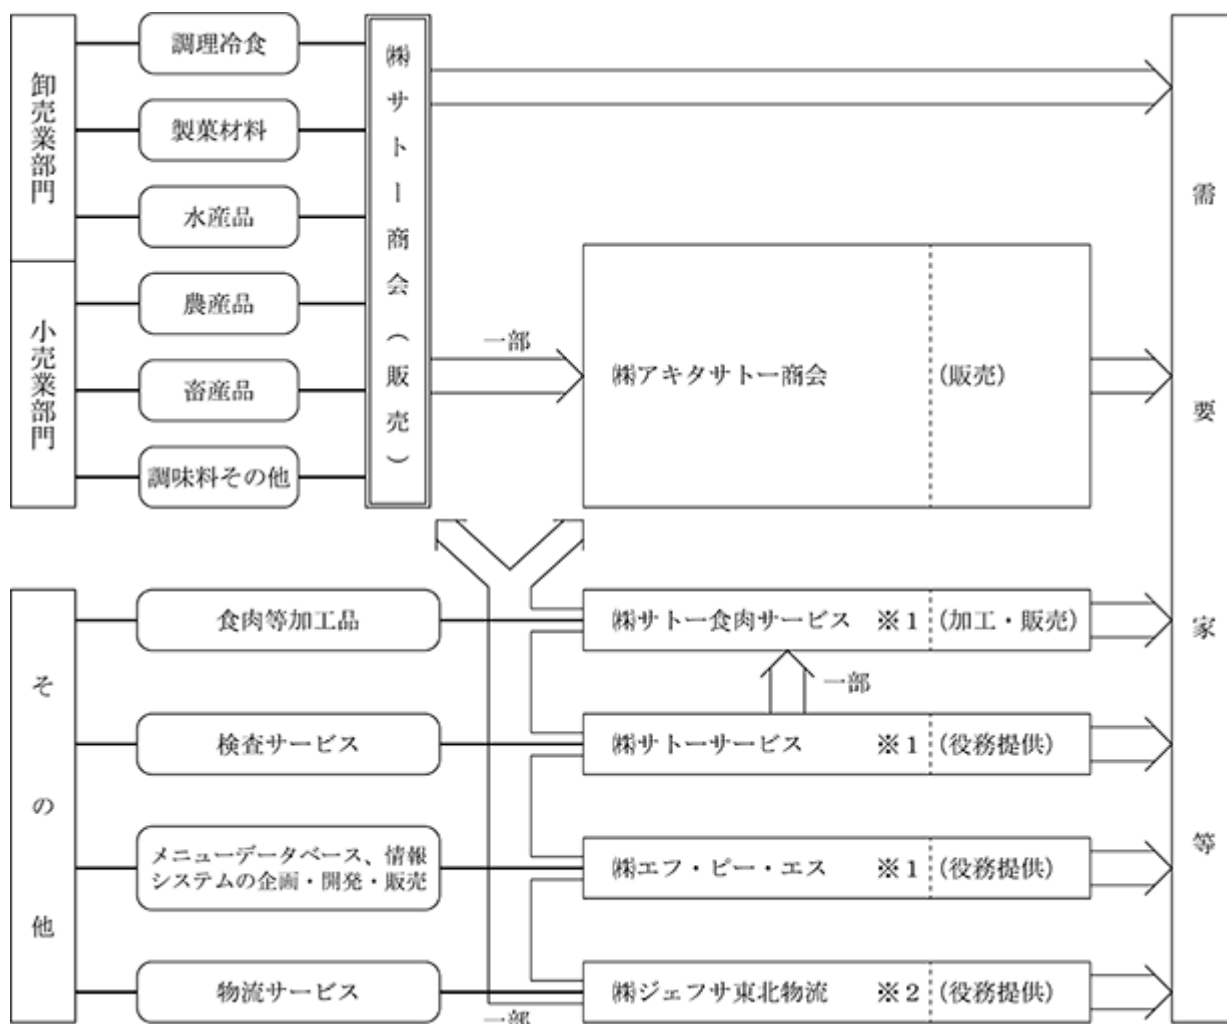 卸売業部門
小売業部門
調理冷食
製菓材料
水産品
農産品
畜産品
調味料その他
㈱サトー商会（販売）
一部
㈱アキタサトー商会
(販売)
需要家等
その他
食肉等加工品
㈱サトー食肉サービス ※1 (加工・販売)
一部
検査サービス
㈱サトーサービス ※1 (役務提供)
メニューデータベース、情報
システムの企画・開発・販売
㈱エフ・ピー・エス ※1 (役務提供)
物流サービス
㈱ジェフサ東北物流 ※2 (役務提供)
一部